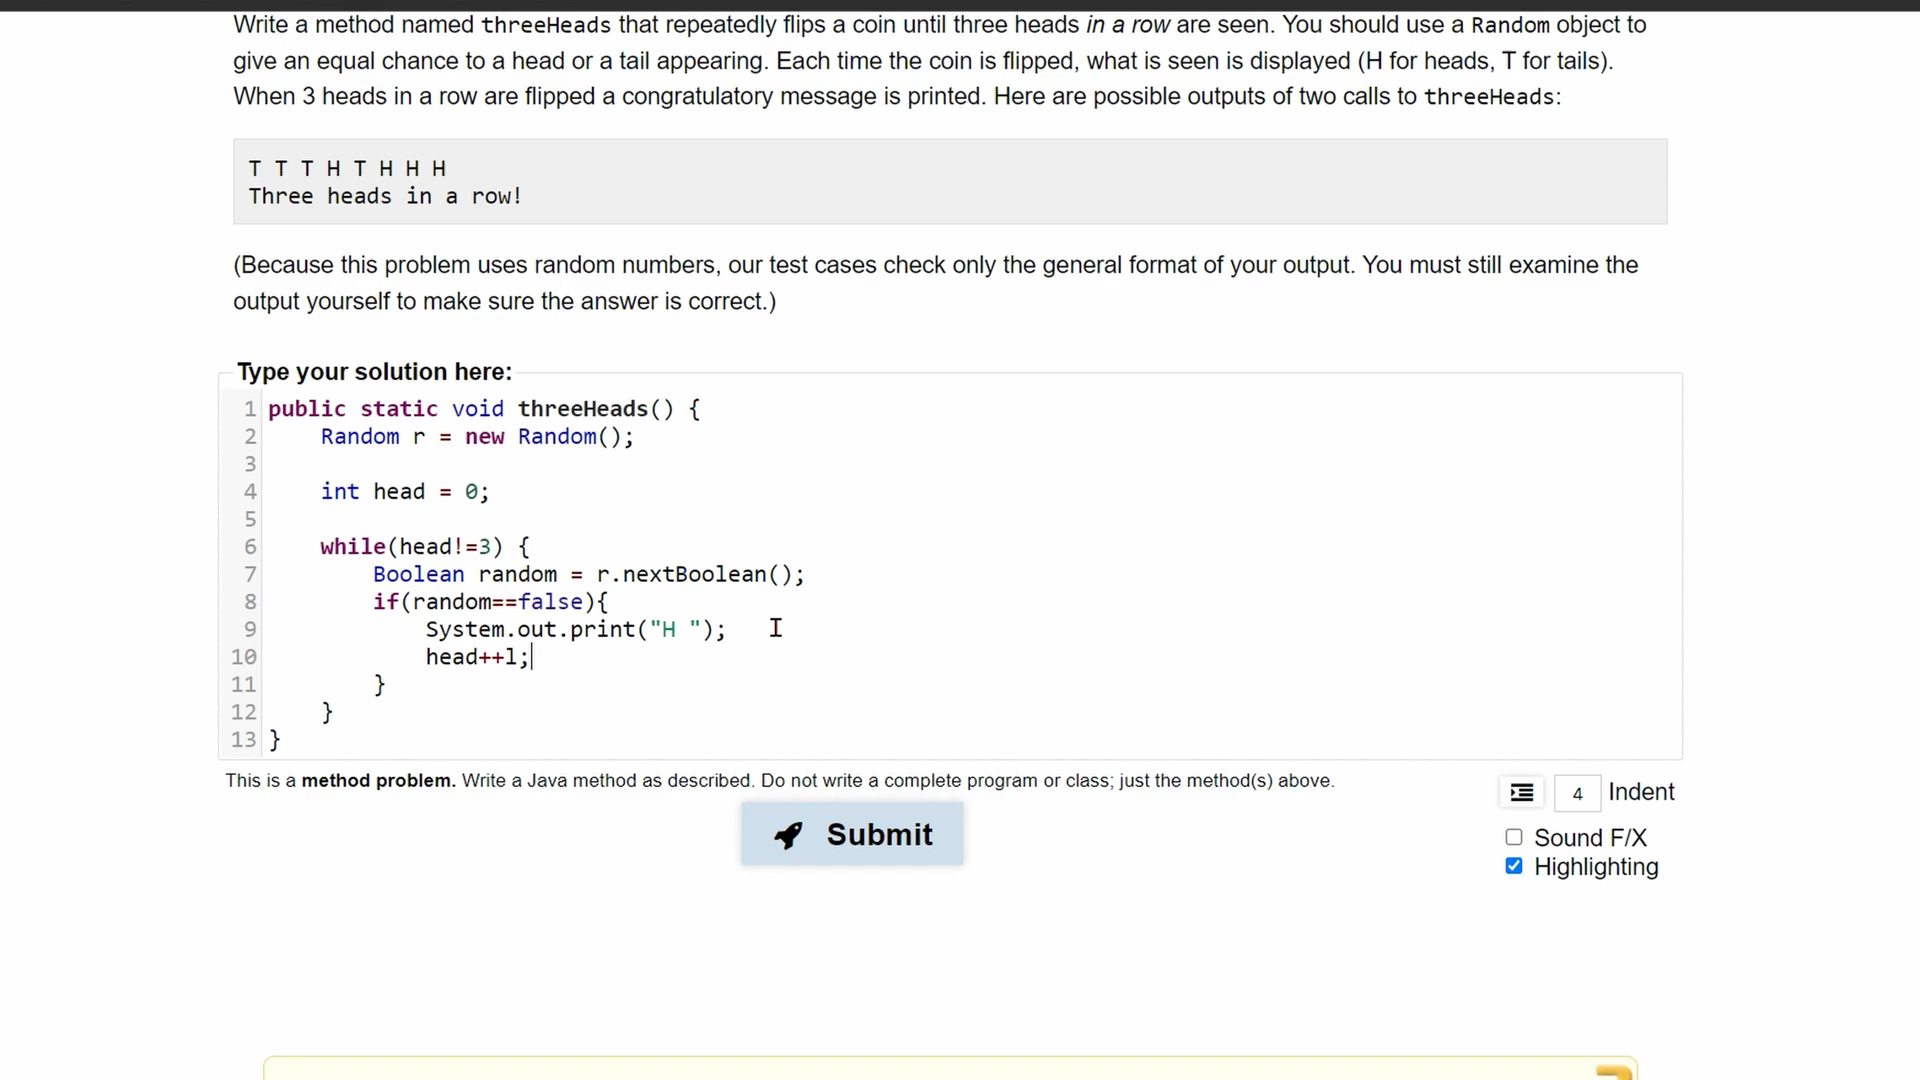 Write a method named threeHeads that repeatedly flips a coin until three heads in a row are seen. You should use a Random object to
give an equal chance to a head or a tail appearing. Each time the coin is flipped, what is seen is displayed (H for heads, T for tails).
When 3 heads in a row are flipped a congratulatory message is printed. Here are possible outputs of two calls to threeHeads:
T T T H T H H H
Three heads in a row!
(Because this problem uses random numbers, our test cases check only the general format of your output. You must still examine the
output yourself to make sure the answer is correct.)
Type your solution here:
1 public static void threeHeads() {
2     Random r = new Random();
3
4     int head = 0;
5
6     while(head!=3) {
7         Boolean random = r.nextBoolean();
8         if(random==false){
9             System.out.print("H ");
10             head++l;
11         }
12     }
13 }
This is a method problem. Write a Java method as described. Do not write a complete program or class; just the method(s) above.
4 Indent
Submit
Sound F/X
Highlighting